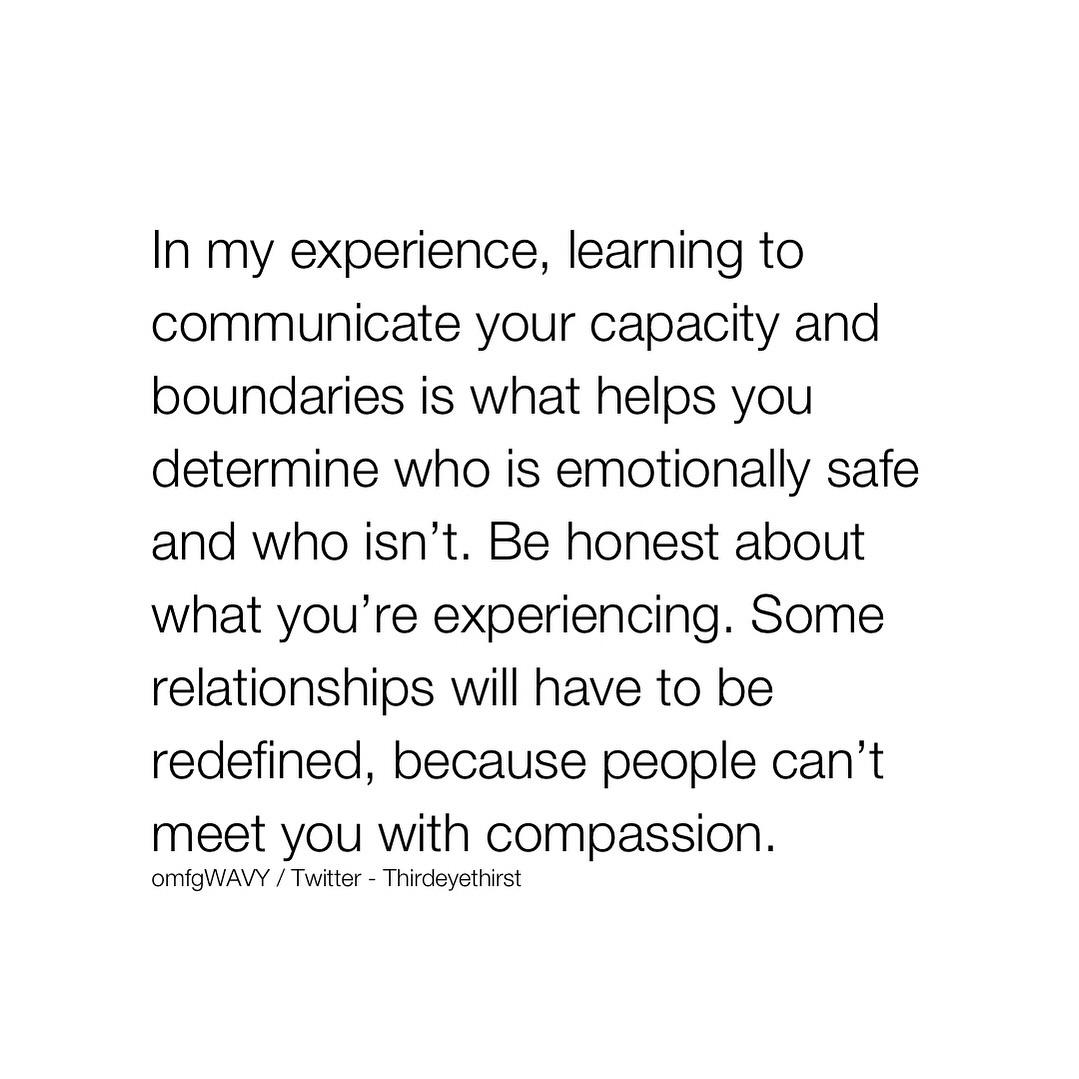 In my experience, learning to
communicate your capacity and
boundaries is what helps you
determine who is emotionally safe
and who isn’t. Be honest about
what you’re experiencing. Some
relationships will have to be
redefined, because people can’t
meet you with compassion.
omfgWAVY / Twitter - Thirdeyethirst